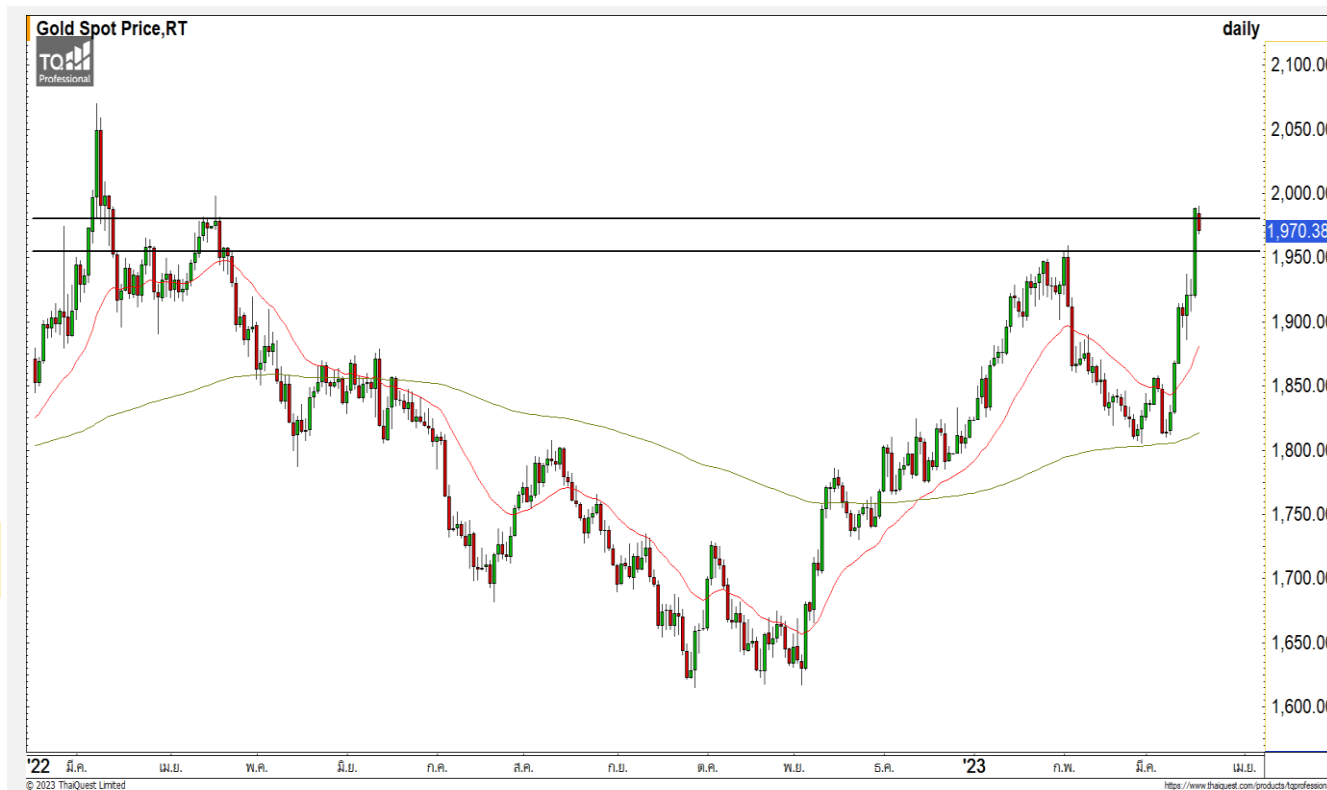 Gold Spot Price,RT
daily
TQ
Professional
2,100.00
2,050.00
2,000.00
1,970.38
1,950.00
1,900.00
1,850.00
1,800.00
1,750.00
1,700.00
1,650.00
1,600.00
'22 มี.ค. เม.ย. พ.ค. มิ.ย. ก.ค. ส.ค. ก.ย. ต.ค. พ.ย. ธ.ค. '23 ก.พ. มี.ค. เม.ย.
© 2023 ThaiQuest Limited
https://www.thaiquest.com/products/tqprofession